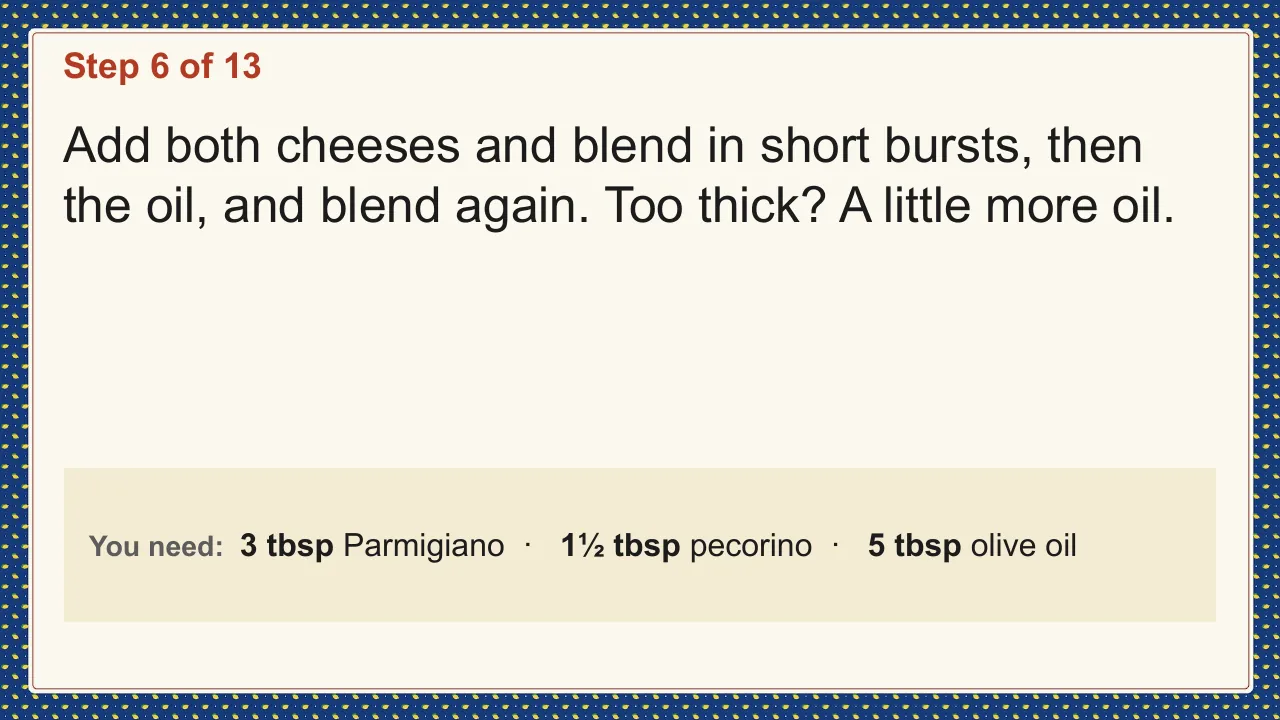 Step 6 of 13
Add both cheeses and blend in short bursts, then
the oil, and blend again. Too thick? A little more oil.
You need: 3 tbsp Parmigiano · 1½ tbsp pecorino · 5 tbsp olive oil